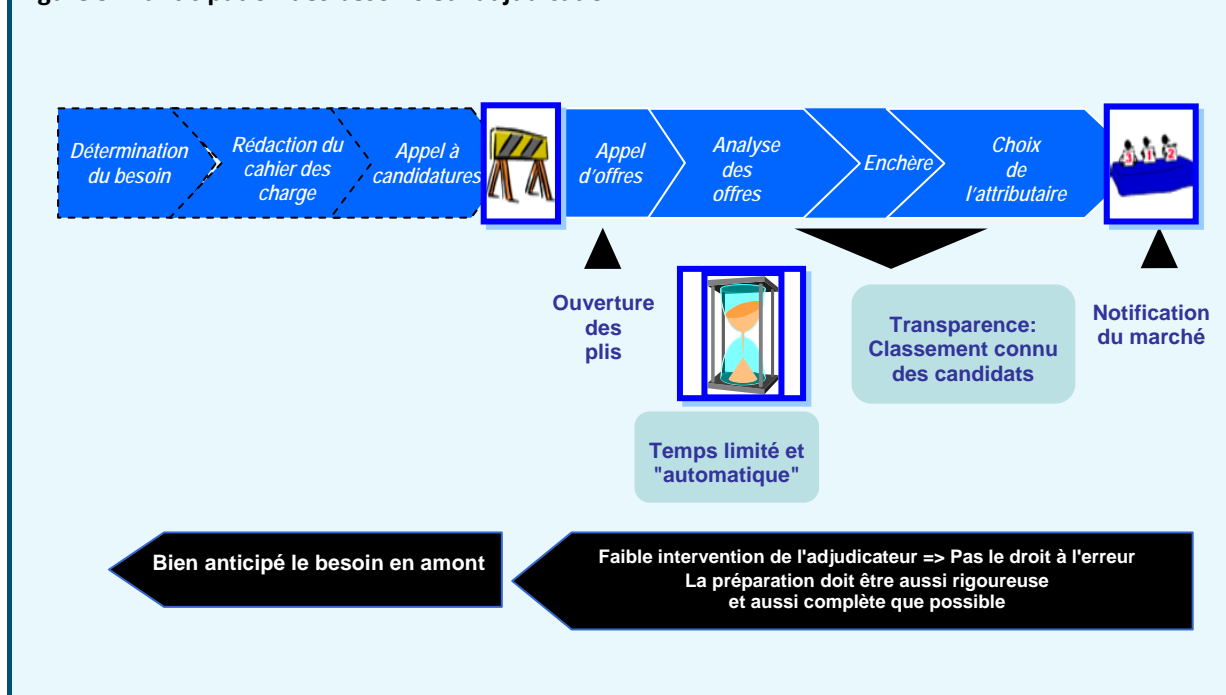 Détermination
du besoin
Rédaction du
cahier des
charge
Appel à
candidatures
Appel
d'offres
Analyse
des
offres
Enchère
Choix
de
l'attributaire
3 1 2
Ouverture
des
plis
Transparence:
Classement connu
des candidats
Notification
du marché
Temps limité et
"automatique"
Bien anticipé le besoin en amont
Faible intervention de l'adjudicateur => Pas le droit à l'erreur
La préparation doit être aussi rigoureuse
et aussi complète que possible